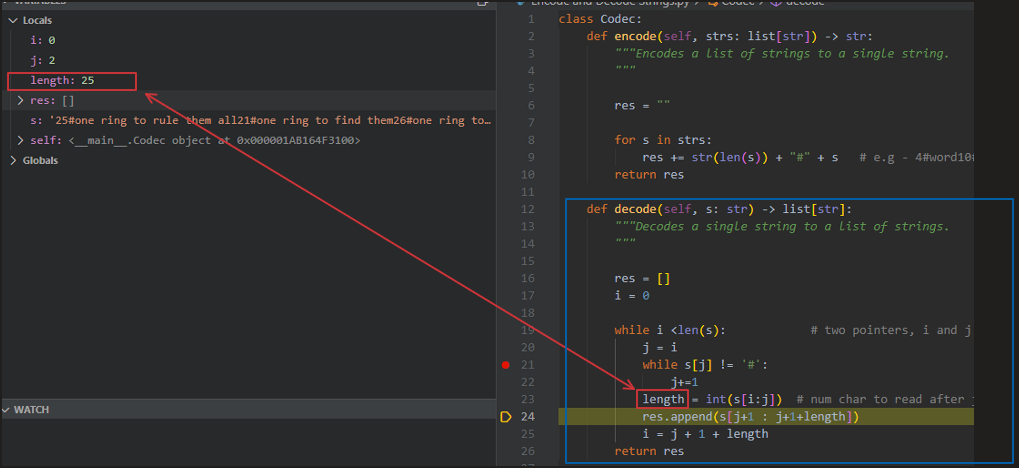 VARIABLES
Locals
i: 0
j: 2
length: 25
res: []
s: '25#one ring to rule them all21#one ring to find them26#one ring to…
self: <__main__.Codec object at 0x000001AB164F3100>
Globals
WATCH
Encode and Decode Strings.py > Codec > decode
1 class Codec:
2 def encode(self, strs: list[str]) -> str:
3 """Encodes a list of strings to a single string.
4 """
5
6 res = ""
7
8 for s in strs:
9 res += str(len(s)) + "#" + s # e.g - 4#word10#
10 return res
11
12 def decode(self, s: str) -> list[str]:
13 """Decodes a single string to a list of strings.
14 """
15
16 res = []
17 i = 0
18
19 while i <len(s): # two pointers, i and j
20 j = i
21 while s[j] != '#':
22 j+=1
23 length = int(s[i:j]) # num char to read after
24 res.append(s[j+1 : j+1+length])
25 i = j + 1 + length
26 return res